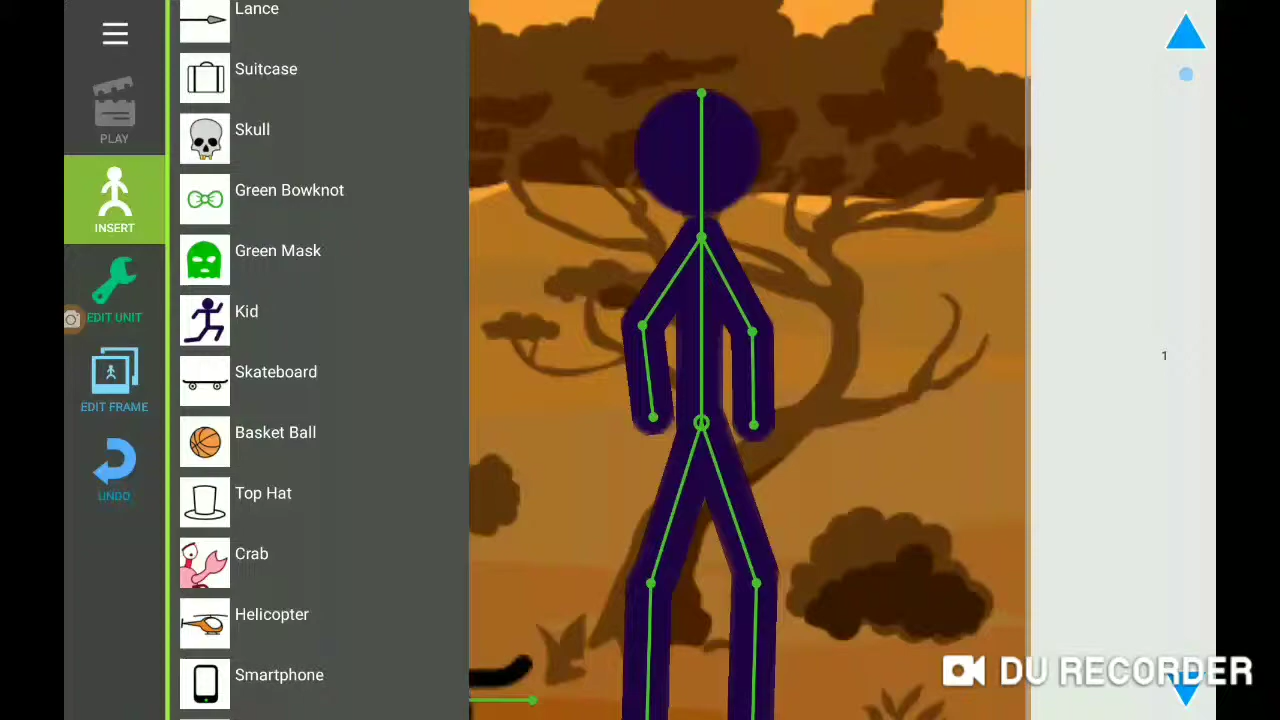 PLAY
INSERT
EDIT UNIT
EDIT FRAME
UNDO
Lance
Suitcase
Skull
Green Bowknot
Green Mask
Kid
Skateboard
Basket Ball
Top Hat
Crab
Helicopter
Smartphone
1
DU RECORDER